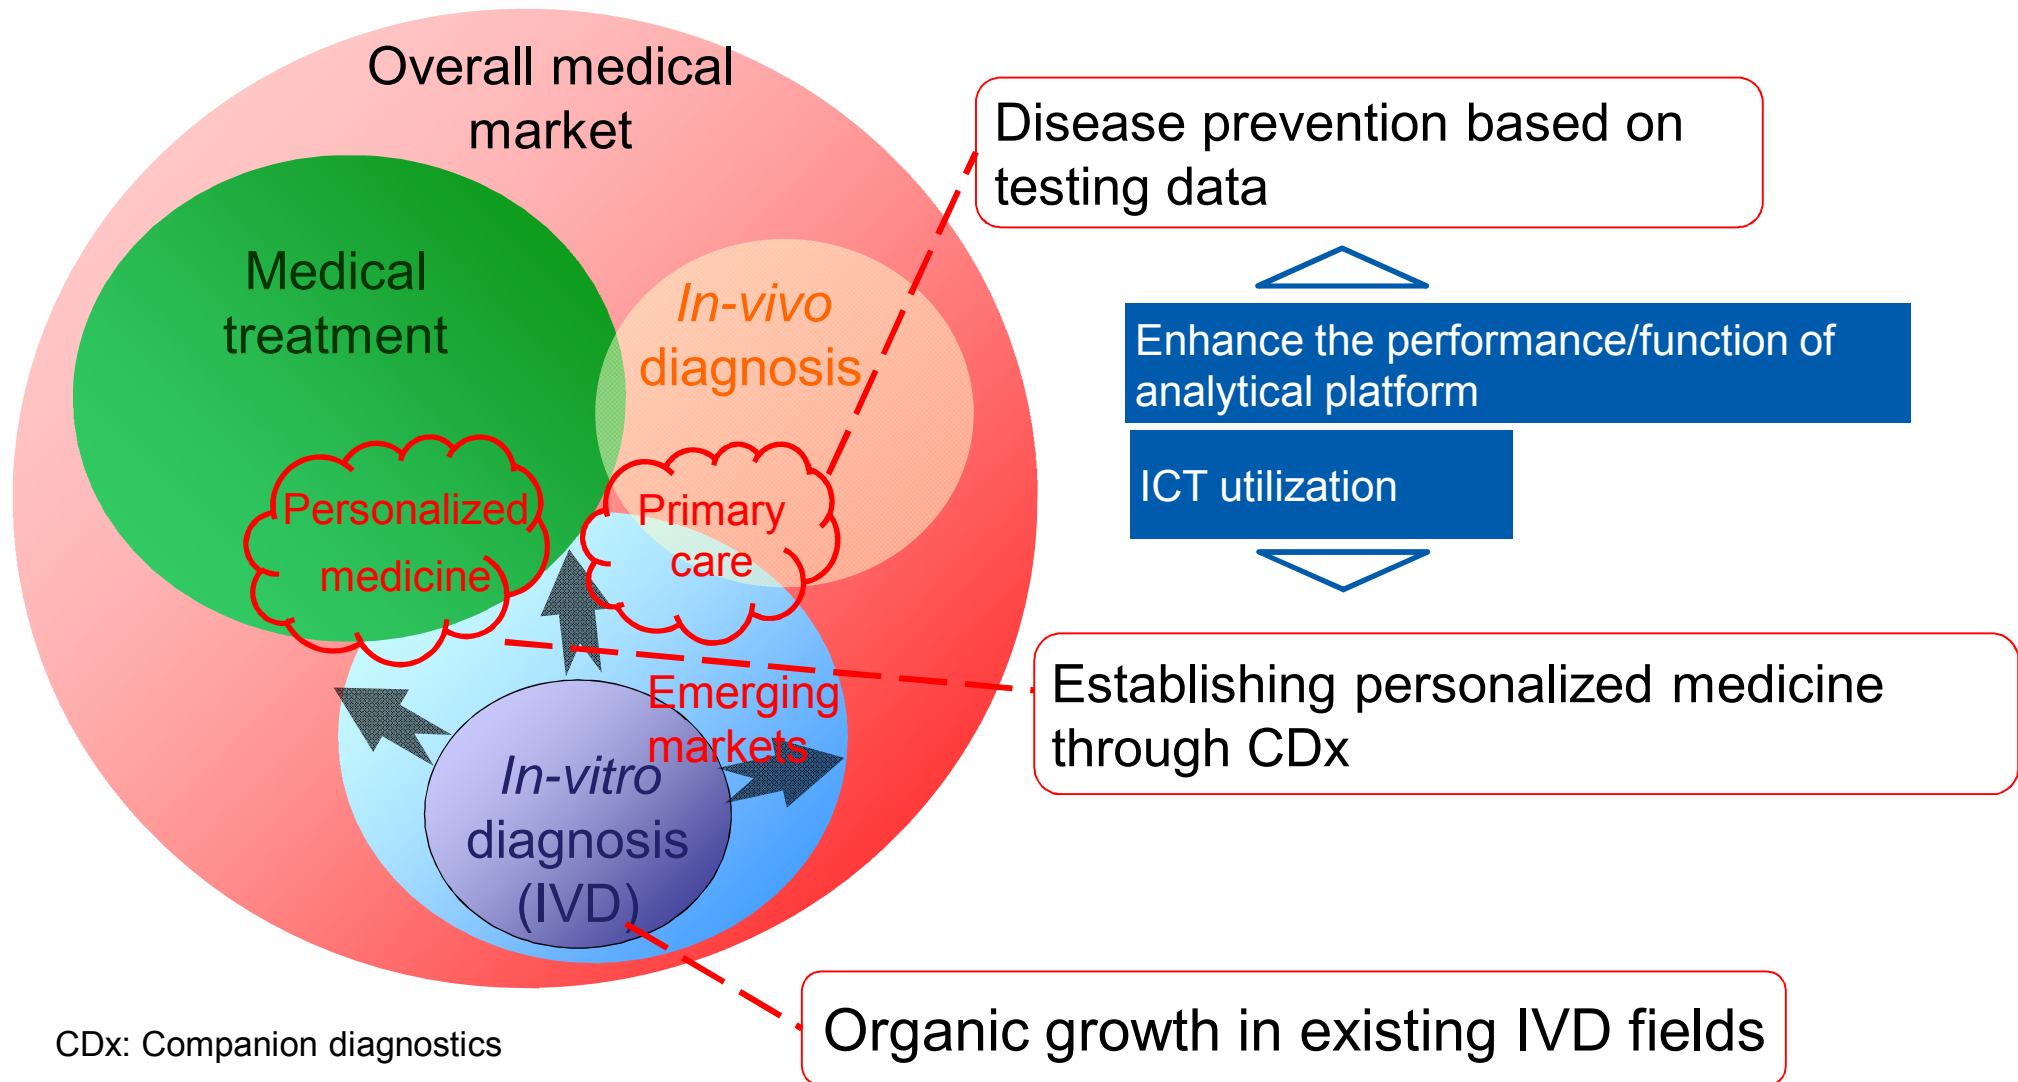 Overall medical
market
Disease prevention based on
testing data
Medical
treatment
In-vivo
diagnosis
Enhance the performance/function of
analytical platform
ICT utilization
Personalized
medicine
Primary
care
Emerging
markets
Establishing personalized medicine
through CDx
In-vitro
diagnosis
(IVD)
Organic growth in existing IVD fields
CDx: Companion diagnostics